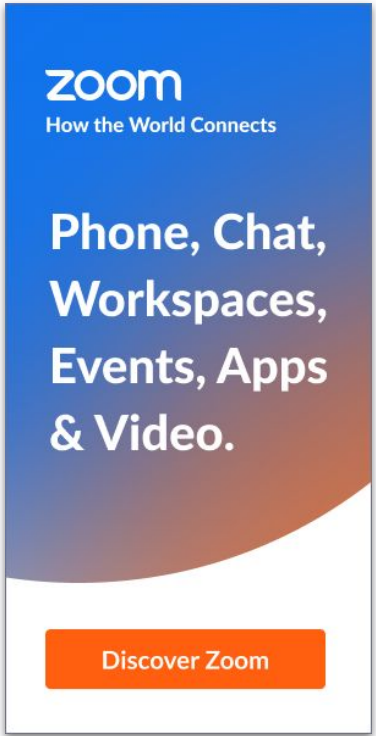 zoom
How the World Connects
Phone, Chat,
Workspaces,
Events, Apps
& Video.
Discover Zoom